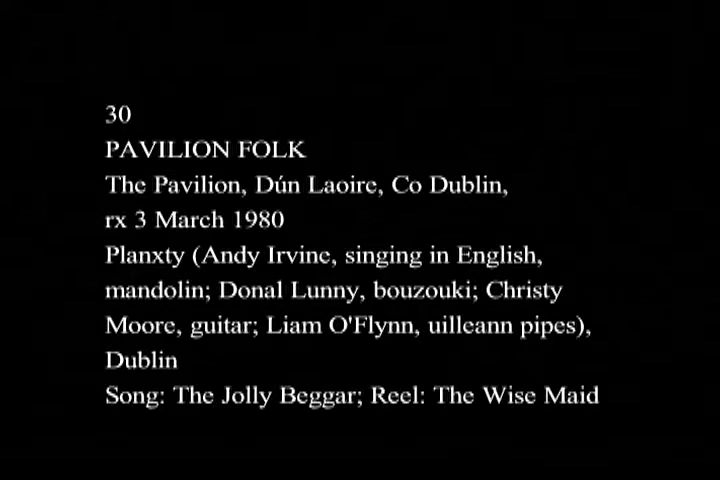 30
PAVILION FOLK
The Pavilion, Dún Laoire, Co Dublin,
rx 3 March 1980
Planxty (Andy Irvine, singing in English,
mandolin; Donal Lunny, bouzouki; Christy
Moore, guitar; Liam O'Flynn, uilleann pipes),
Dublin
Song: The Jolly Beggar; Reel: The Wise Maid